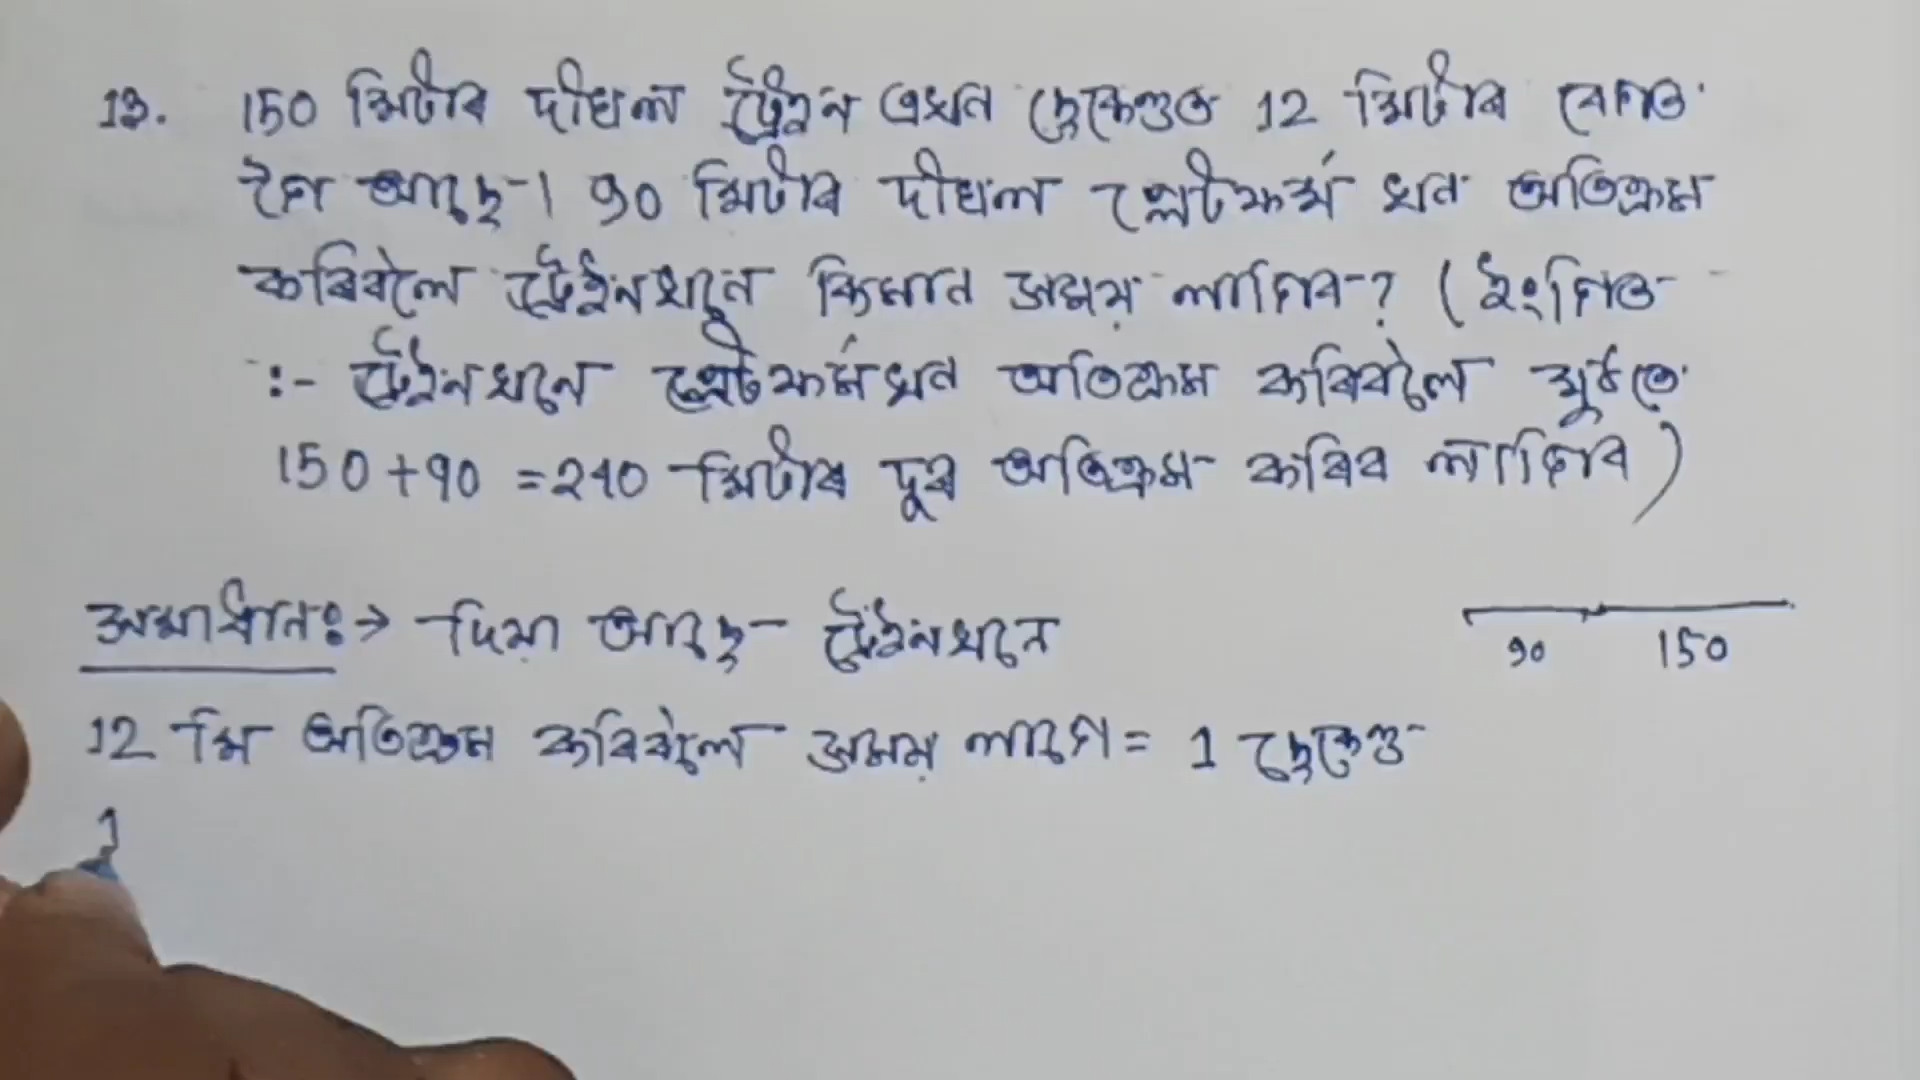 13. 150 মিটাৰ দীঘল ট্ৰেইন এখন ছেকেণ্ডত 12 মিটাৰ বেগত
গৈ আছে। 90 মিটাৰ দীঘল প্লেটফৰ্ম খন অতিক্ৰম
কৰিবলৈ ট্ৰেইনখনে কিমান সময় লাগিব? (ইংগিত
:- ট্ৰেইনখনে প্লেটফৰ্মখন অতিক্ৰম কৰিবলৈ মুঠতে
150+90 =240 মিটাৰ দূৰ অতিক্ৰম কৰিব লাগিব)
সমাধানঃ→ দিয়া আছে- ট্ৰেইনখনে
90 150
12 মি অতিক্ৰম কৰিবলৈ সময় লাগে= 1 ছেকেণ্ড
1